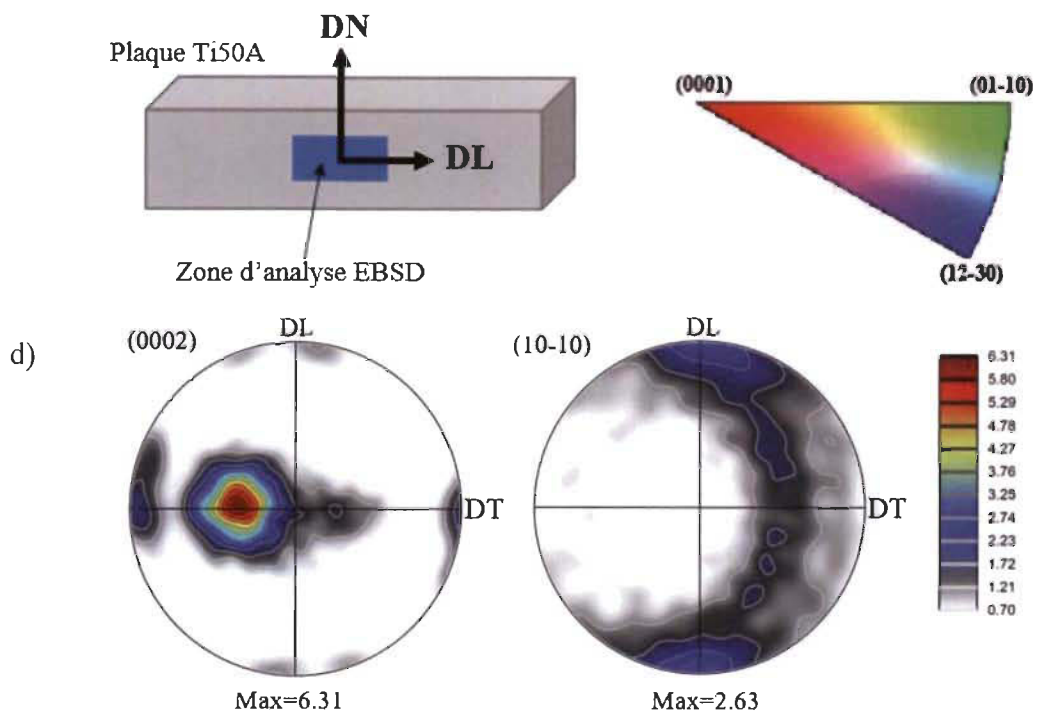 DN
Plaque Ti50A
DL
Zone d'analyse EBSD
(0001)
(01-10)
(12-30)
d)
(0002)
DL
DT
Max=6.31
(10-10)
DL
DT
Max=2.63
6.31
5.80
5.29
4.78
4.27
3.76
3.25
2.74
2.23
1.72
1.21
0.70